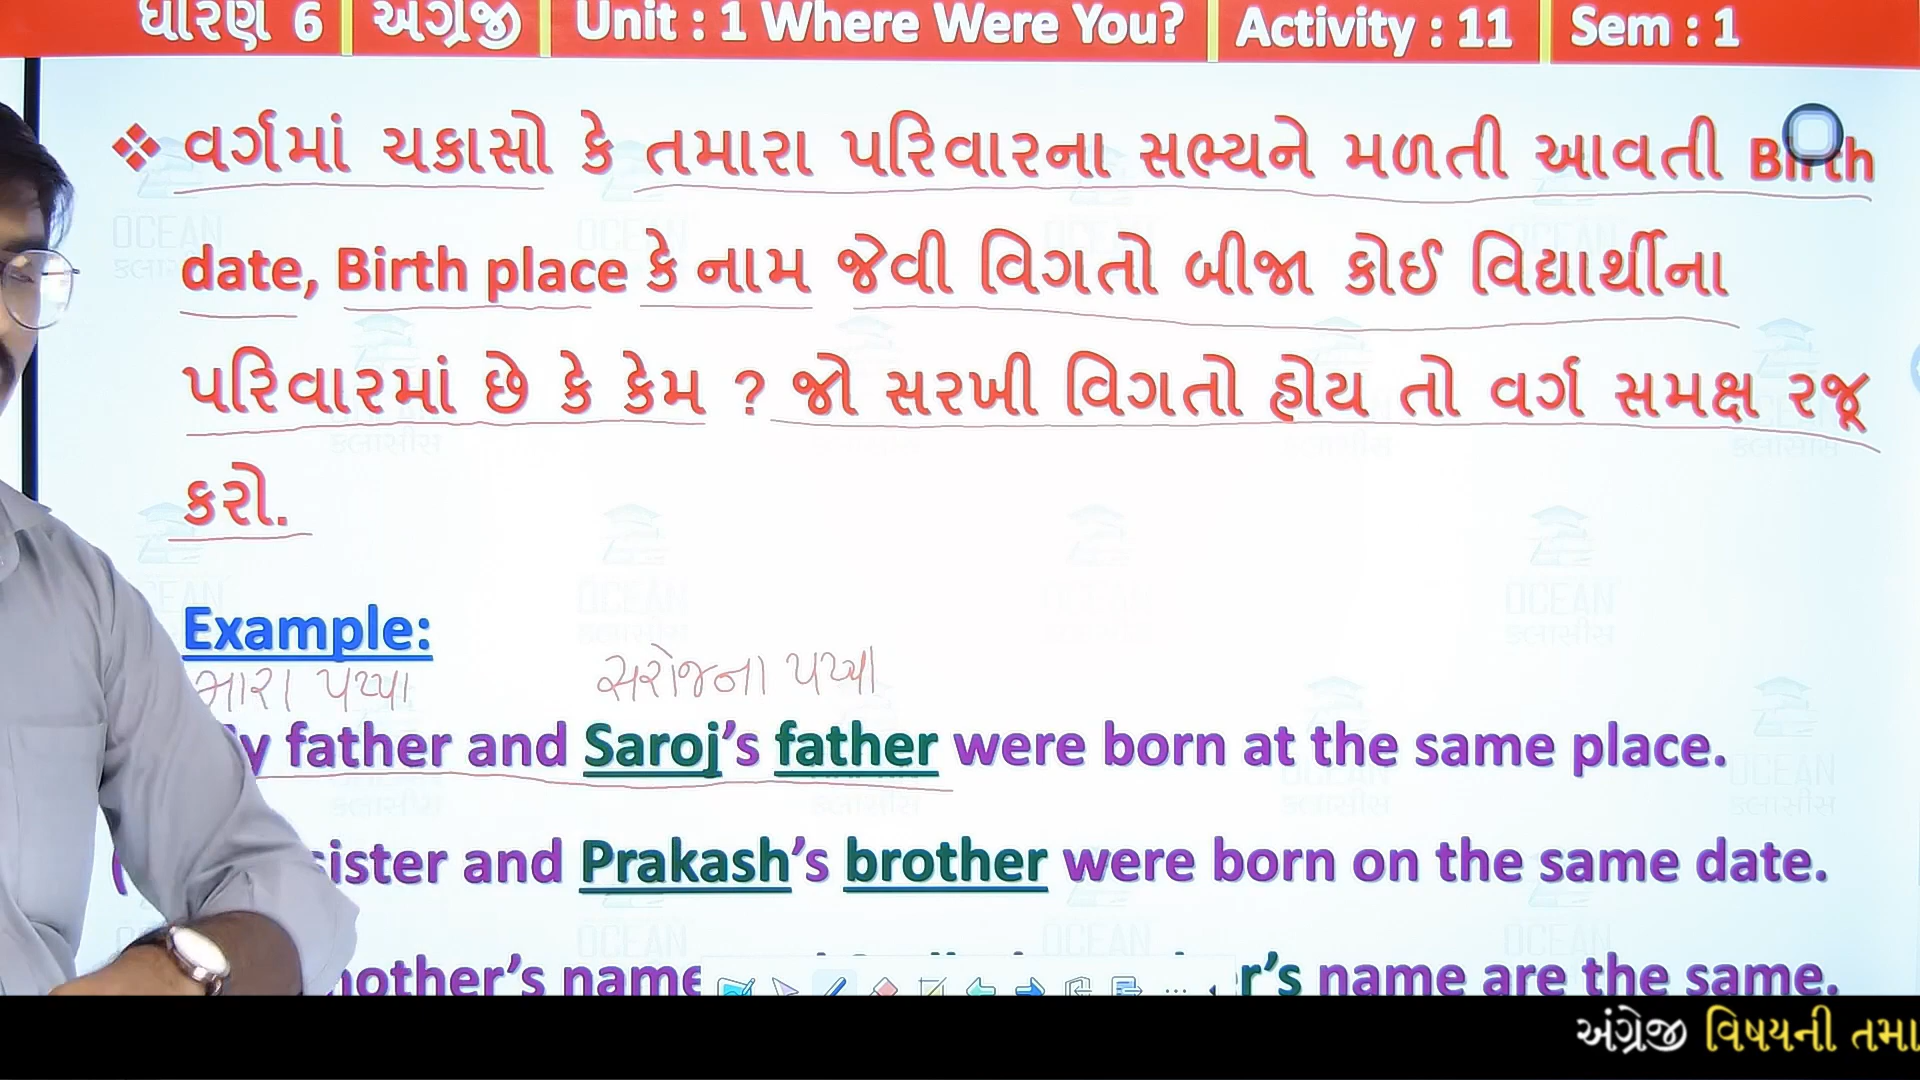 ધોરણ 6 અંગ્રેજી Unit : 1 Where Were You? Activity : 11 Sem : 1
❖ વર્ગમાં ચકાસો કે તમારા પરિવારના સભ્યને મળતી આવતી Birth
date, Birth place કે નામ જેવી વિગતો બીજા કોઈ વિદ્યાર્થીના
પરિવારમાં છે કે કેમ ? જો સરખી વિગતો હોય તો વર્ગ સમક્ષ રજૂ
કરો.
Example:
મારા પપ્પા સરોજના પપ્પા
father and Saroj's father were born at the same place.
sister and Prakash's brother were born on the same date.
mother's name name are the same.
અંગ્રેજી વિષયની તમા
OCEAN
ક્લાસીસ